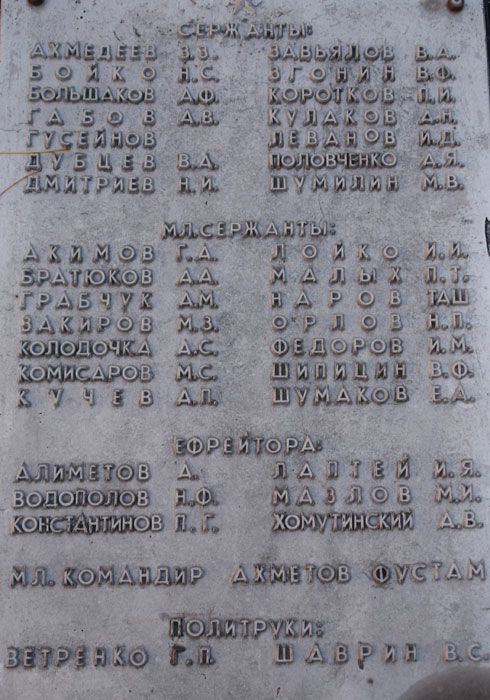 СЕРЖАНТЫ:
АХМЕДЕЕВ З.З. ЗАВЬЯЛОВ В.А.
БОЙКО Н.С. ЗГОНИН В.Ф.
БОЛЬШАКОВ А.Ф. КОРОТКОВ П.И.
ГАБОВ А.В. КУЛАКОВ А.Н.
ГУСЕЙНОВ ЛЕВАНОВ И.Д.
ДУБЦЕВ В.А. ПОЛОВЧЕНКО А.Я.
ДМИТРИЕВ Н.И. ШУМИЛИН М.В.
МЛ.СЕРЖАНТЫ:
АКИМОВ Г.А. ЛОЙКО И.И.
БРАТЮКОВ А.А. МАЛЫХ П.Т.
ГРАБЧУК А.М. НАРОВ ТАШ
ЗАКИРОВ М.З. ОРЛОВ Н.П.
КОЛОДОЧКА А.С. ФЕДОРОВ И.М.
КОМИСАРОВ М.С. ШИПИЦИН В.Ф.
КУЧЕВ А.П. ШУМАКОВ Е.А.
ЕФРЕЙТОРА:
АЛИМЕТОВ А. ЛАПТЕЙ И.Я.
ВОДОПОЛОВ Н.Ф. МАЗЛОВ М.И.
КОНСТАНТИНОВ П.Г. ХОМУТИНСКИЙ А.В.
МЛ. КОМАНДИР АХМЕТОВ ФУСТАМ
ПОЛИТРУКИ:
ВЕТРЕНКО Г.П. ШАВРИН В.С.